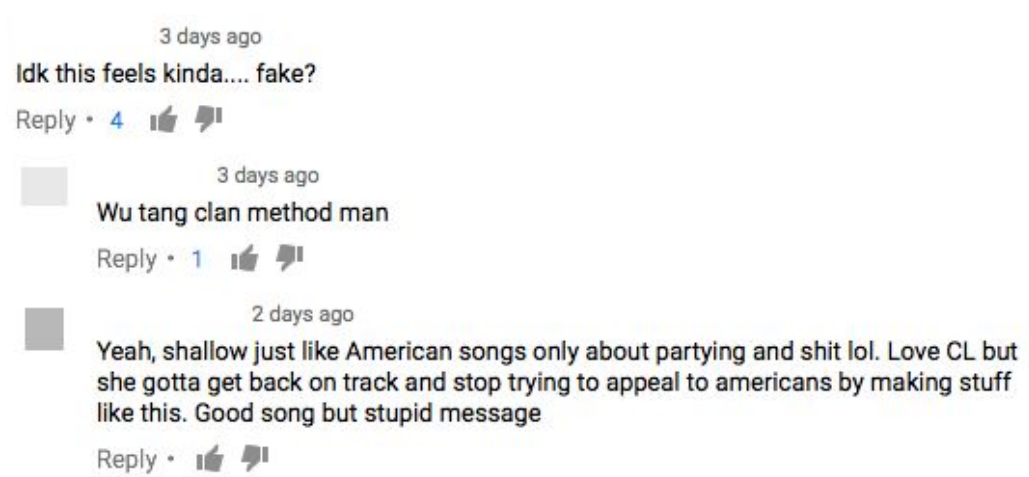 3 days ago
Idk this feels kinda.... fake?
Reply • 4
3 days ago
Wu tang clan method man
Reply • 1
2 days ago
Yeah, shallow just like American songs only about partying and shit lol. Love CL but
she gotta get back on track and stop trying to appeal to americans by making stuff
like this. Good song but stupid message
Reply •